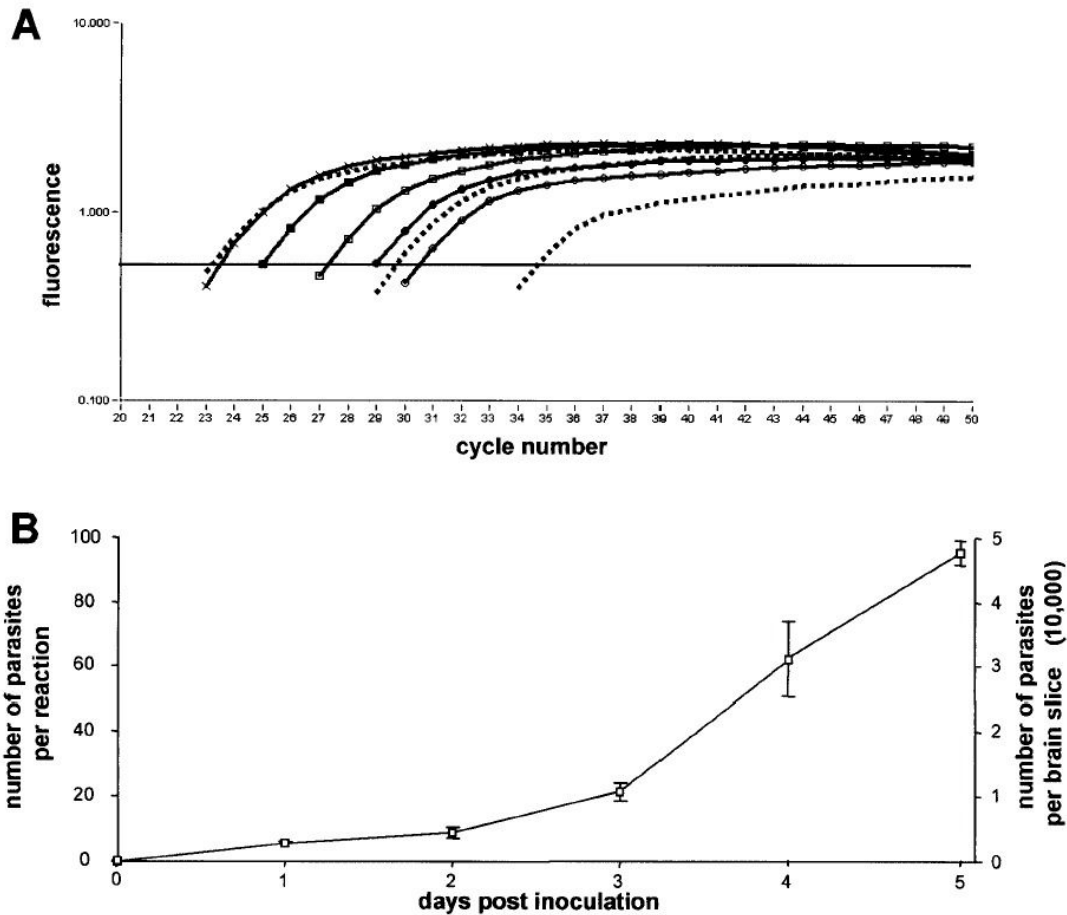 A
10.000
1.000
0.100
fluorescence
20 21 22 23 24 25 26 27 28 29 30 31 32 33 34 35 36 37 38 39 40 41 42 43 44 45 46 47 48 49 50
cycle number
B
100
80
60
40
20
0
number of parasites
per reaction
5
4
3
2
1
0
number of parasites
per brain slice (10,000)
0 1 2 3 4 5
days post inoculation